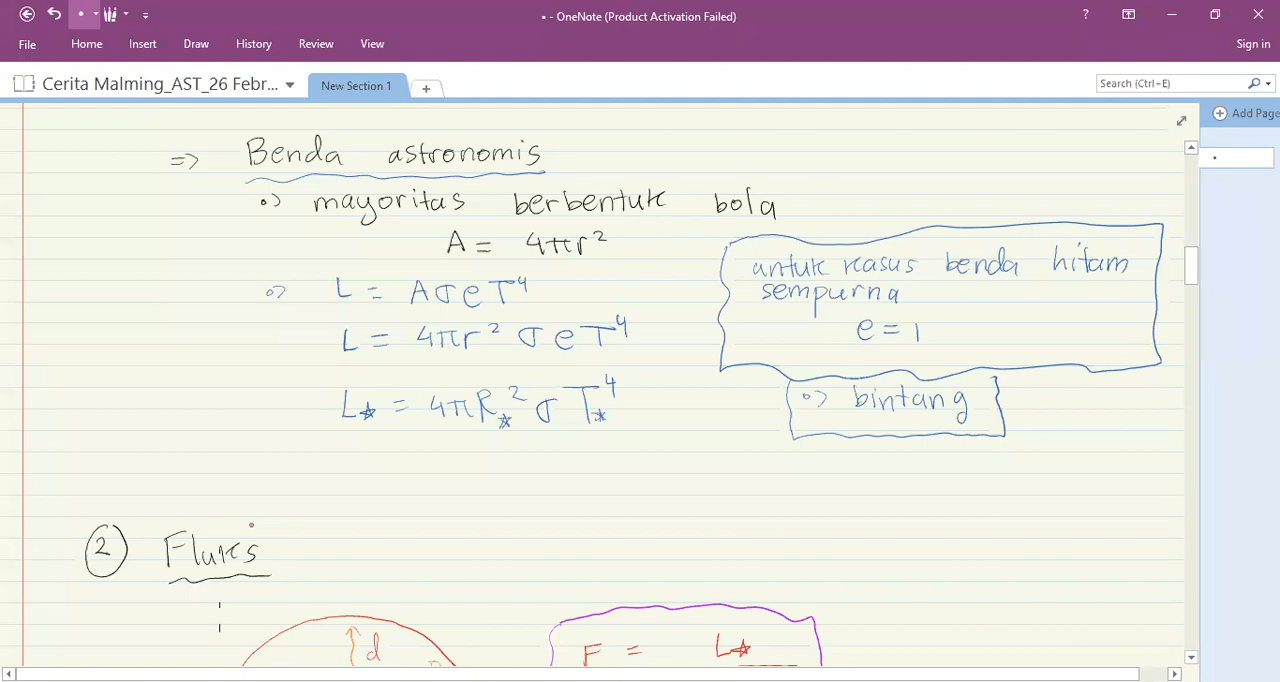 • - OneNote (Product Activation Failed)
File Home Insert Draw History Review View Sign in
Cerita Malming_AST_26 Febr... New Section 1 Search (Ctrl+E)
Add Page
⇒ Benda astronomis
•> mayoritas berbentuk bola
A = 4πr²
•> L = AσeT⁴
L = 4πr² σeT⁴
L★ = 4πR★² σT★⁴
untuk kasus benda hitam
sempurna
e = 1
•> bintang
2 Fluks
d
F = L★